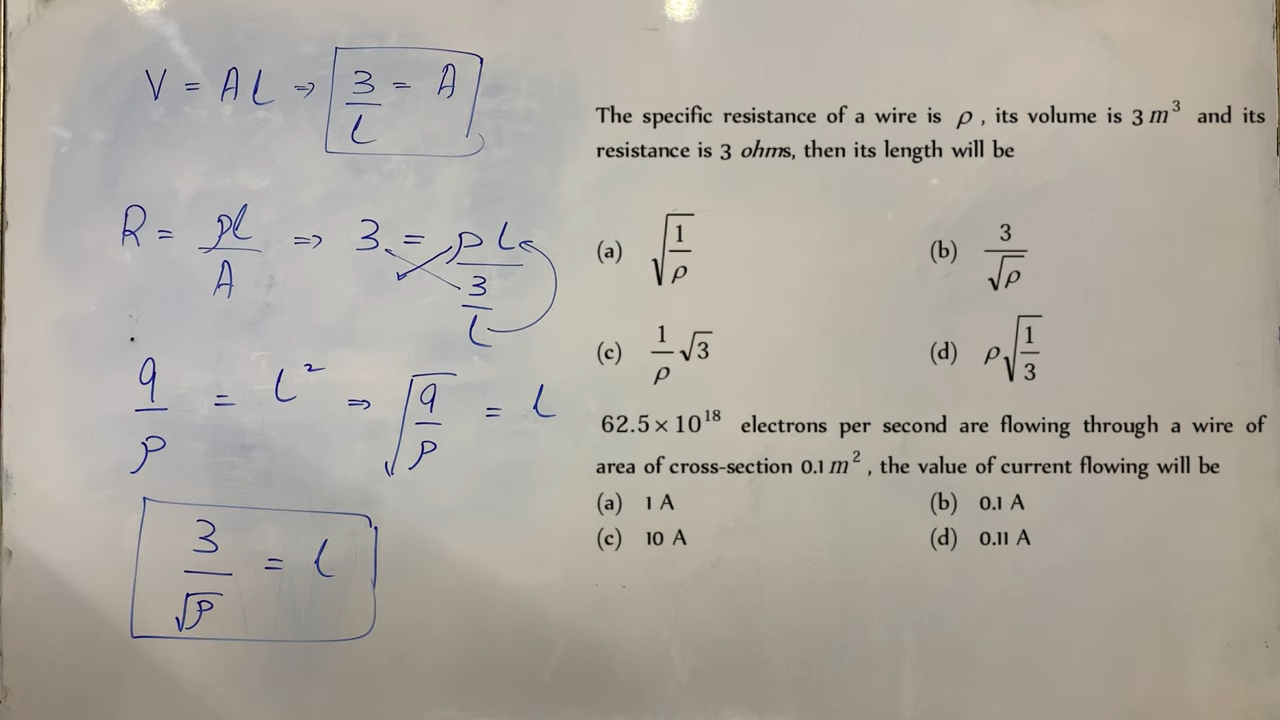 V = AL ⇒ 3/L = A
R = ρL/A ⇒ 3 = ρL/(3/L)
9/ρ = L² ⇒ √(9/ρ) = L
3/√ρ = L
The specific resistance of a wire is ρ , its volume is 3 m³ and its
resistance is 3 ohms, then its length will be
(a) √(1/ρ) (b) 3/√ρ
(c) 1/ρ √3 (d) ρ√(1/3)
62.5 × 10¹⁸ electrons per second are flowing through a wire of
area of cross-section 0.1 m² , the value of current flowing will be
(a) 1 A (b) 0.1 A
(c) 10 A (d) 0.11 A